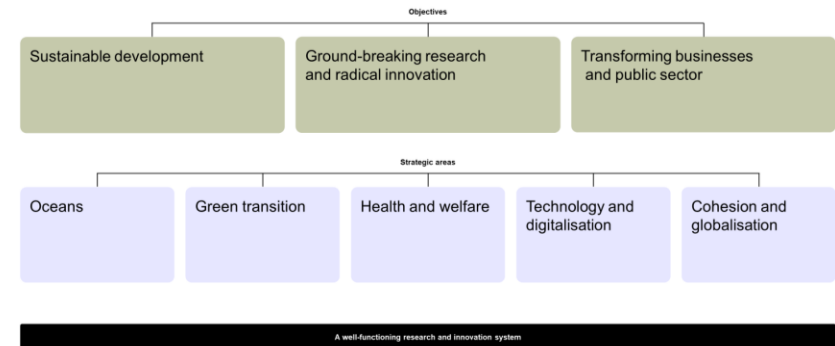 Objectives
Sustainable development
Ground-breaking research
and radical innovation
Transforming businesses
and public sector
Strategic areas
Oceans
Green transition
Health and welfare
Technology and
digitalisation
Cohesion and
globalisation
A well-functioning research and innovation system